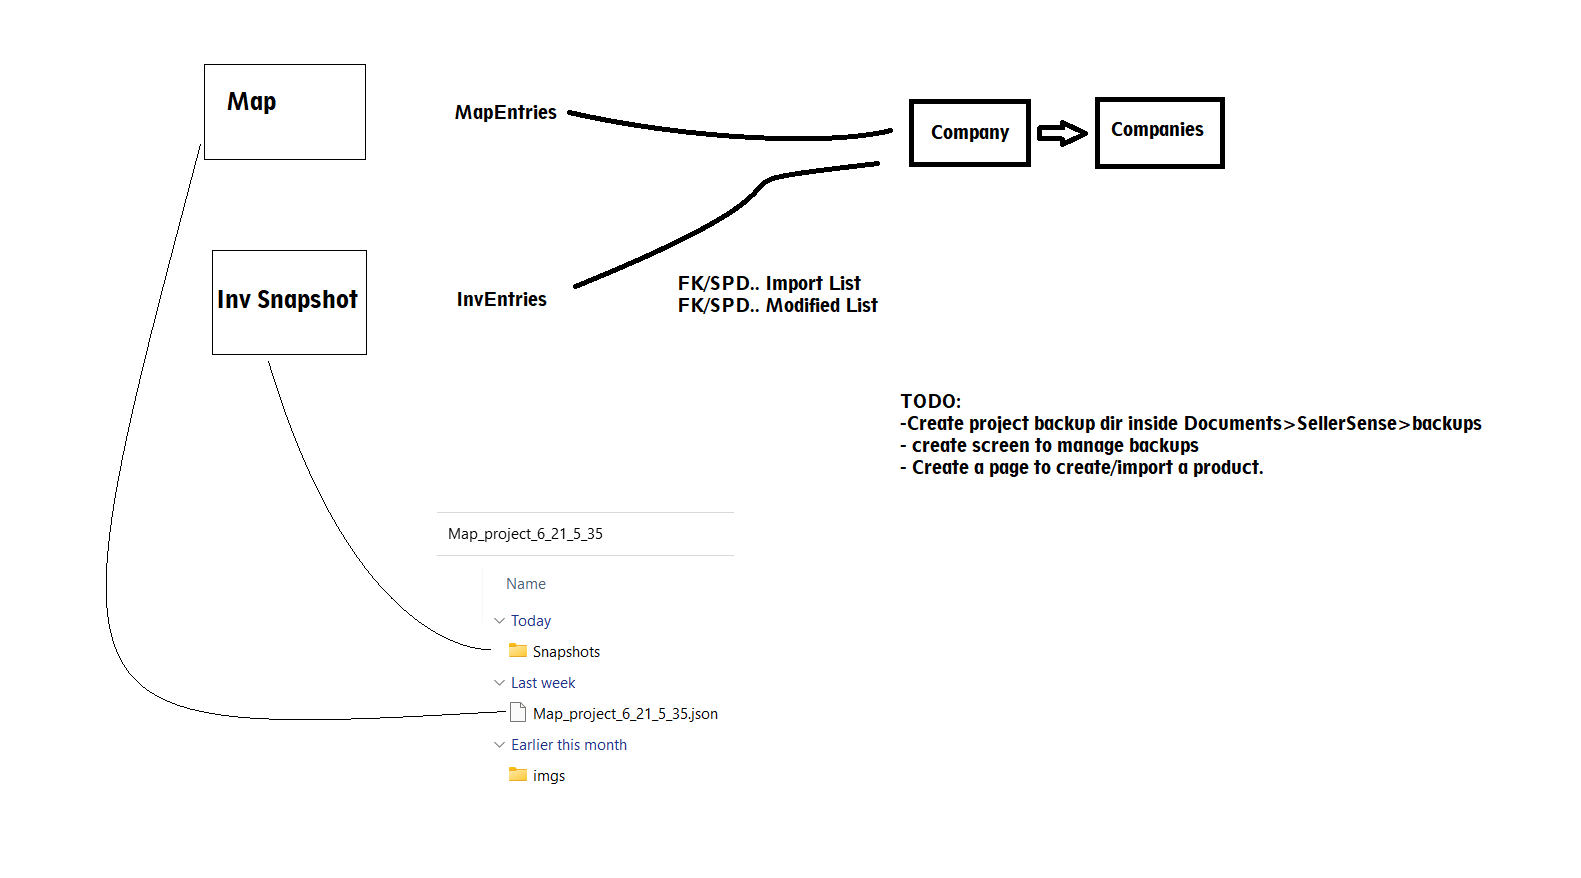 Map
MapEntries
Company
Companies
Inv Snapshot
InvEntries
FK/SPD.. Import List
FK/SPD.. Modified List
TODO:
-Create project backup dir inside Documents>SellerSense>backups
- create screen to manage backups
- Create a page to create/import a product.
Map_project_6_21_5_35
Name
Today
Snapshots
Last week
Map_project_6_21_5_35.json
Earlier this month
imgs